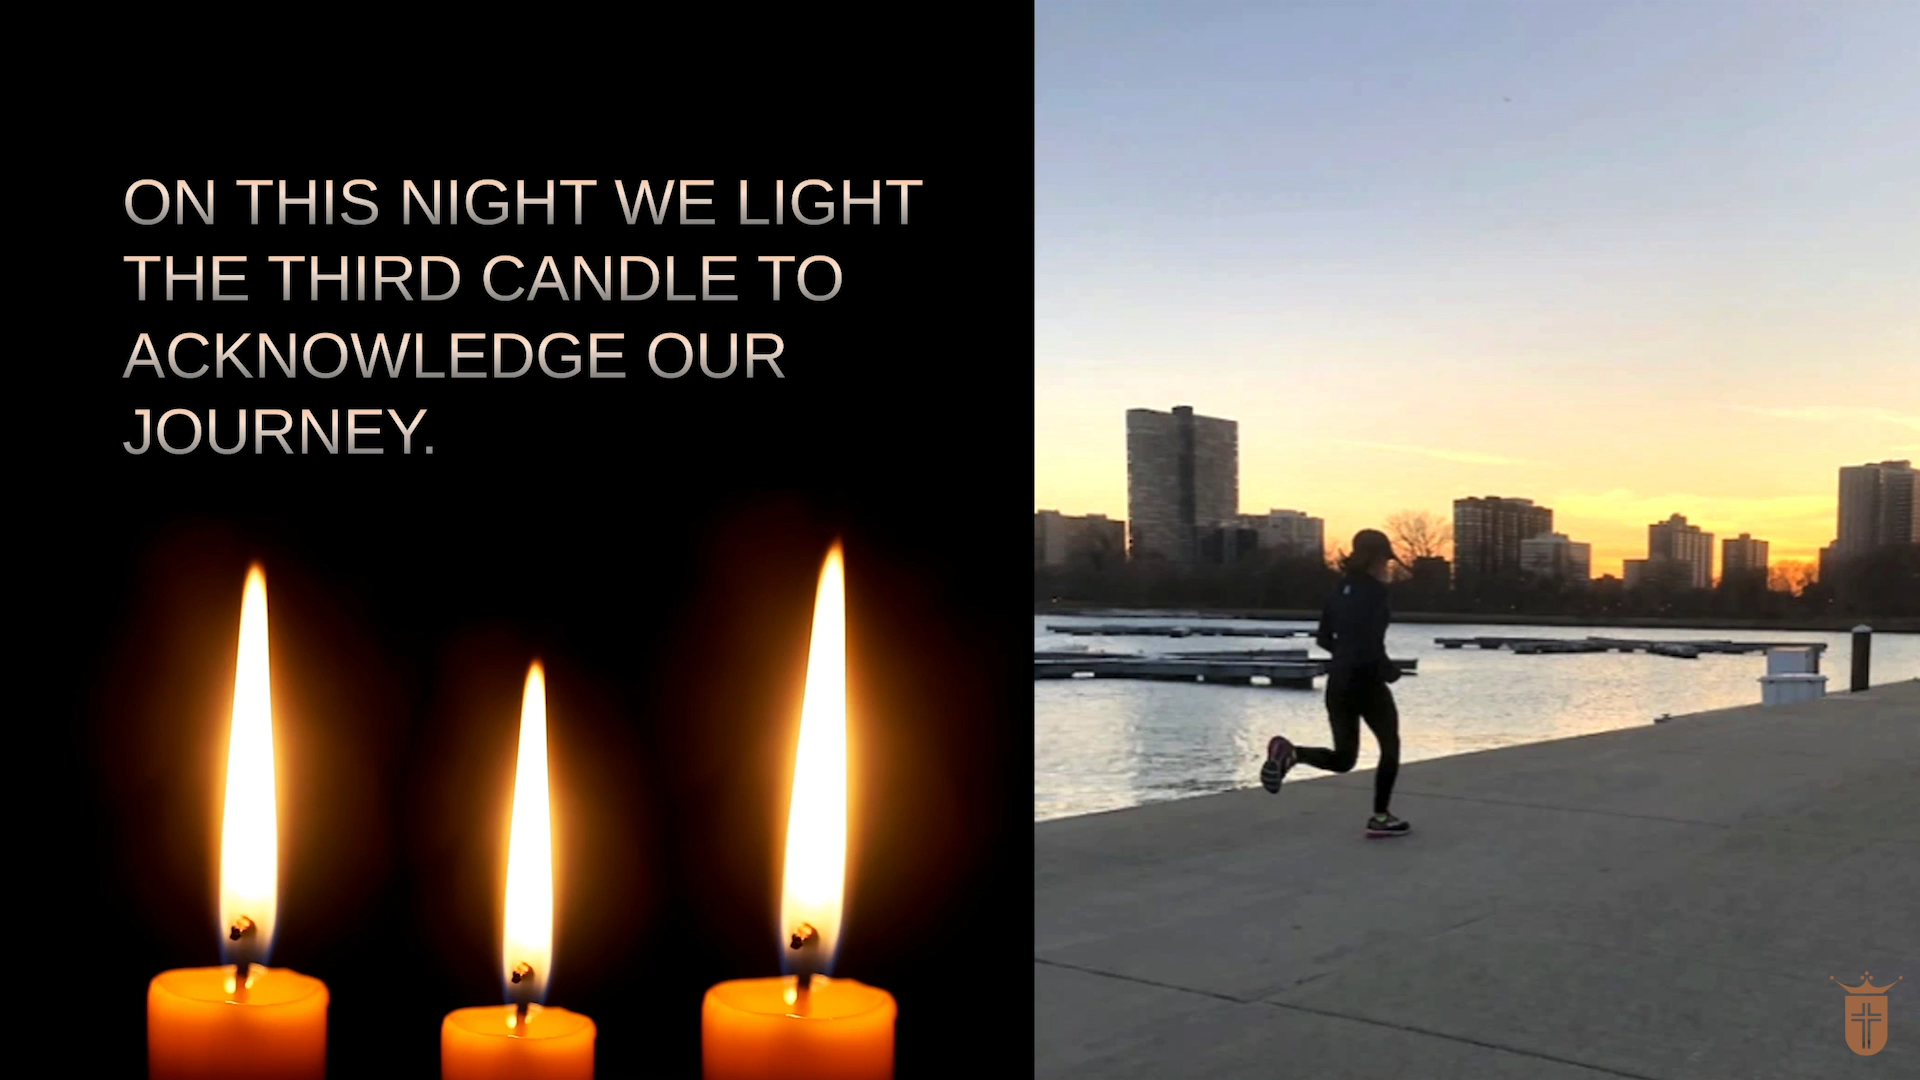 ON THIS NIGHT WE LIGHT
THE THIRD CANDLE TO
ACKNOWLEDGE OUR
JOURNEY.